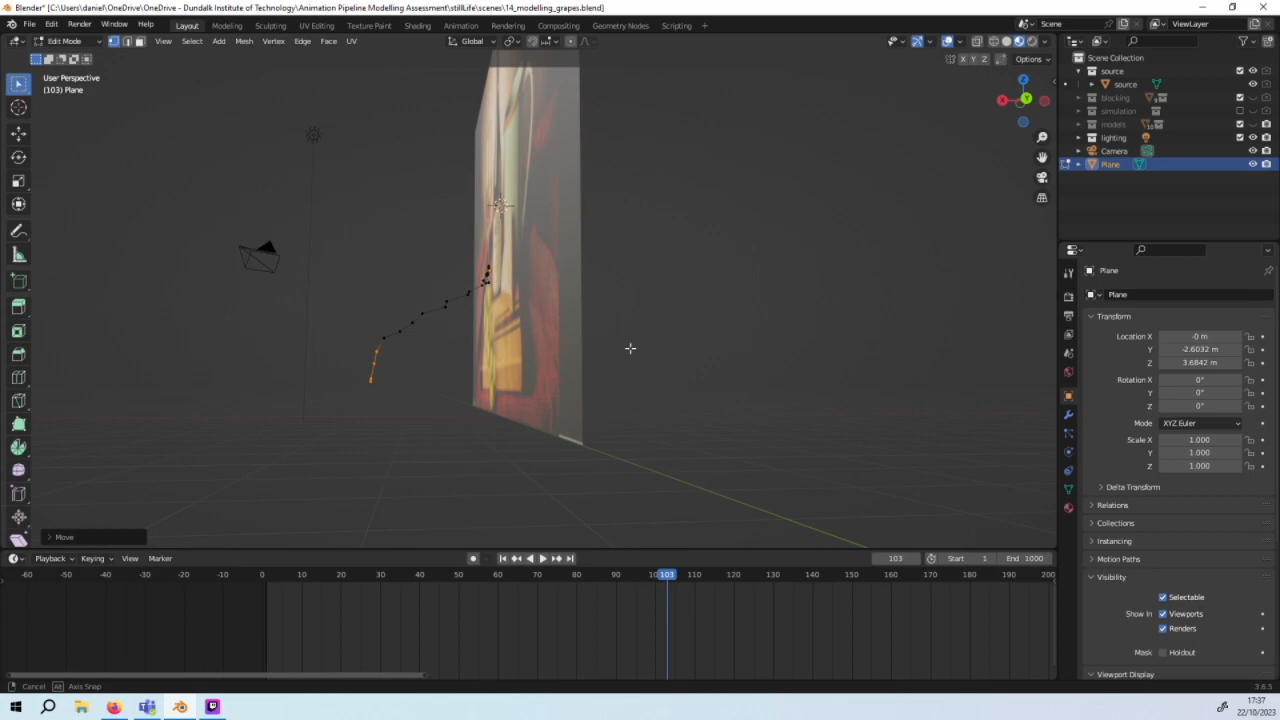 Blender* [C:\Users\daniel\OneDrive\OneDrive - Dundalk Institute of Technology\Animation Pipeline Modelling Assessment\stillLife\scenes\14_modelling_grapes.blend]
File Edit Render Window Help Layout Modeling Sculpting UV Editing Texture Paint Shading Animation Rendering Compositing Geometry Nodes Scripting + Scene ViewLayer
Edit Mode View Select Add Mesh Vertex Edge Face UV Global
X Y Z Options
User Perspective
(103) Plane
X Y Z
Move
Scene Collection
source
source
blocking 9
simulation
models 10
lighting
Camera
Plane
Plane
Plane
Transform
Location X -0 m
Y -2.6032 m
Z 3.6842 m
Rotation X 0°
Y 0°
Z 0°
Mode XYZ Euler
Scale X 1.000
Y 1.000
Z 1.000
Delta Transform
Relations
Collections
Instancing
Motion Paths
Visibility
Selectable
Show In Viewports
Renders
Mask Holdout
Viewport Display
Playback Keying View Marker 103 Start 1 End 1000
-60 -50 -40 -30 -20 -10 0 10 20 30 40 50 60 70 80 90 103 110 120 130 140 150 160 170 180 190 200
Cancel Alt Axis Snap 3.6.5
17:37
22/10/2023